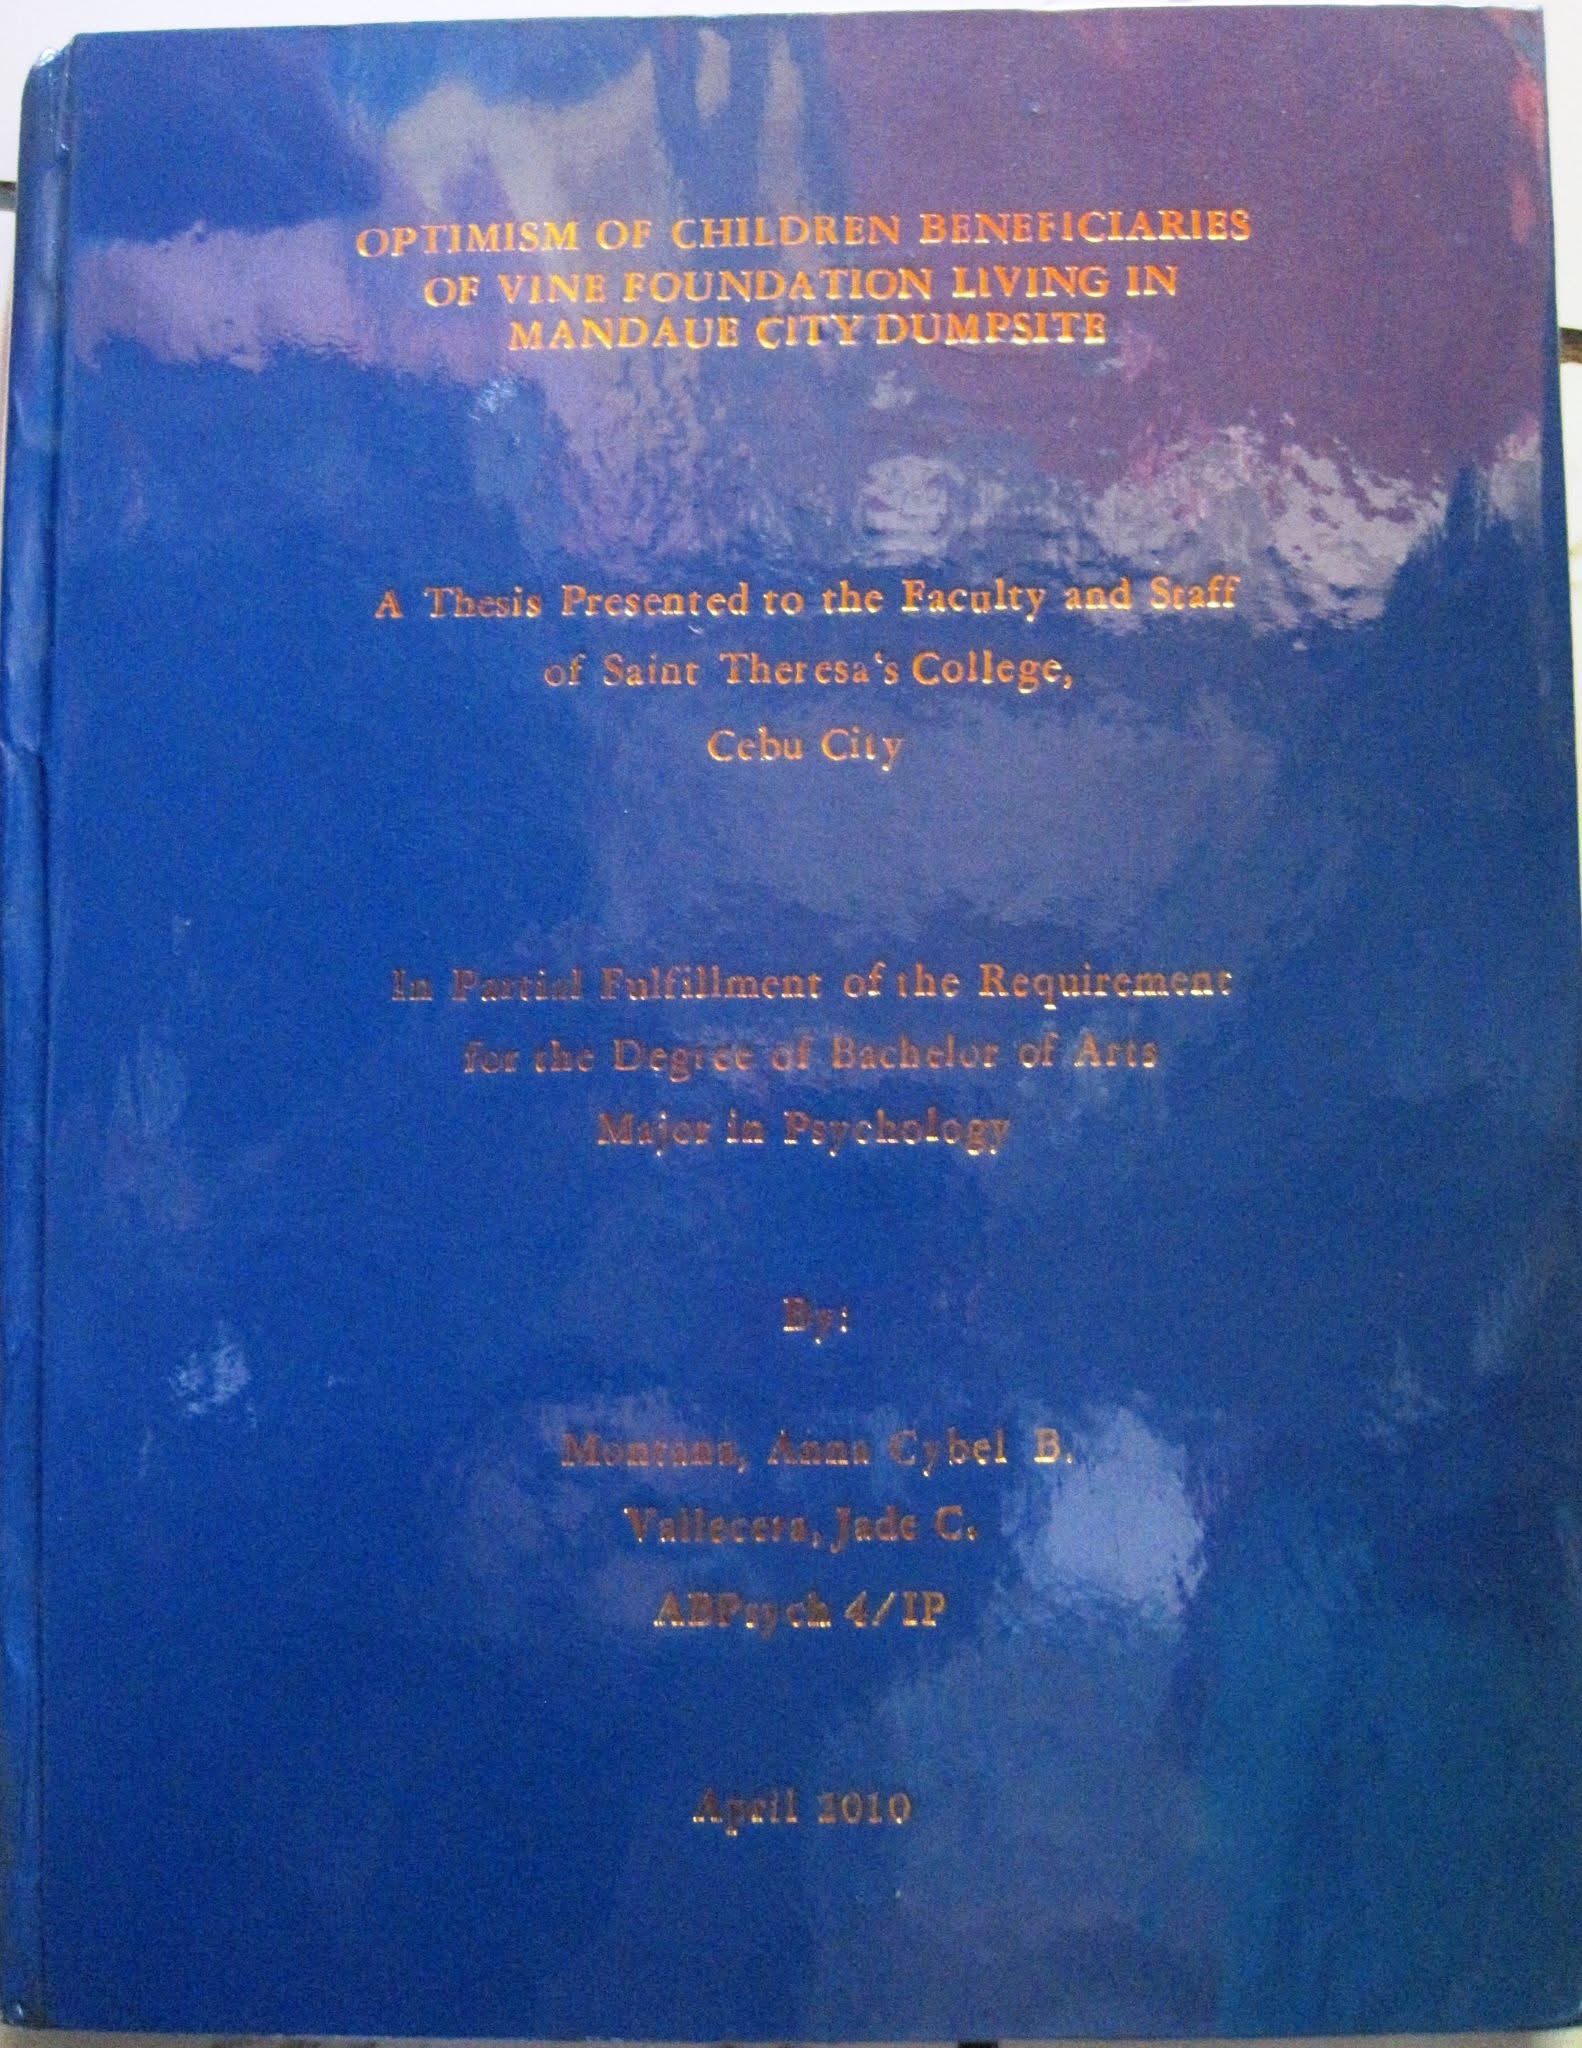 OPTIMISM OF CHILDREN BENEFICIARIES
OF VINE FOUNDATION LIVING IN
MANDAUE CITY DUMPSITE
A Thesis Presented to the Faculty and Staff
of Saint Theresa‘s College,
Cebu City
In Partial Fulfillment of the Requirement
for the Degree of Bachelor of Arts
Major in Psychology
By:
Montana, Anna Cybel B.
Vallecera, Jade C.
ABPsych 4/IP
April 2010